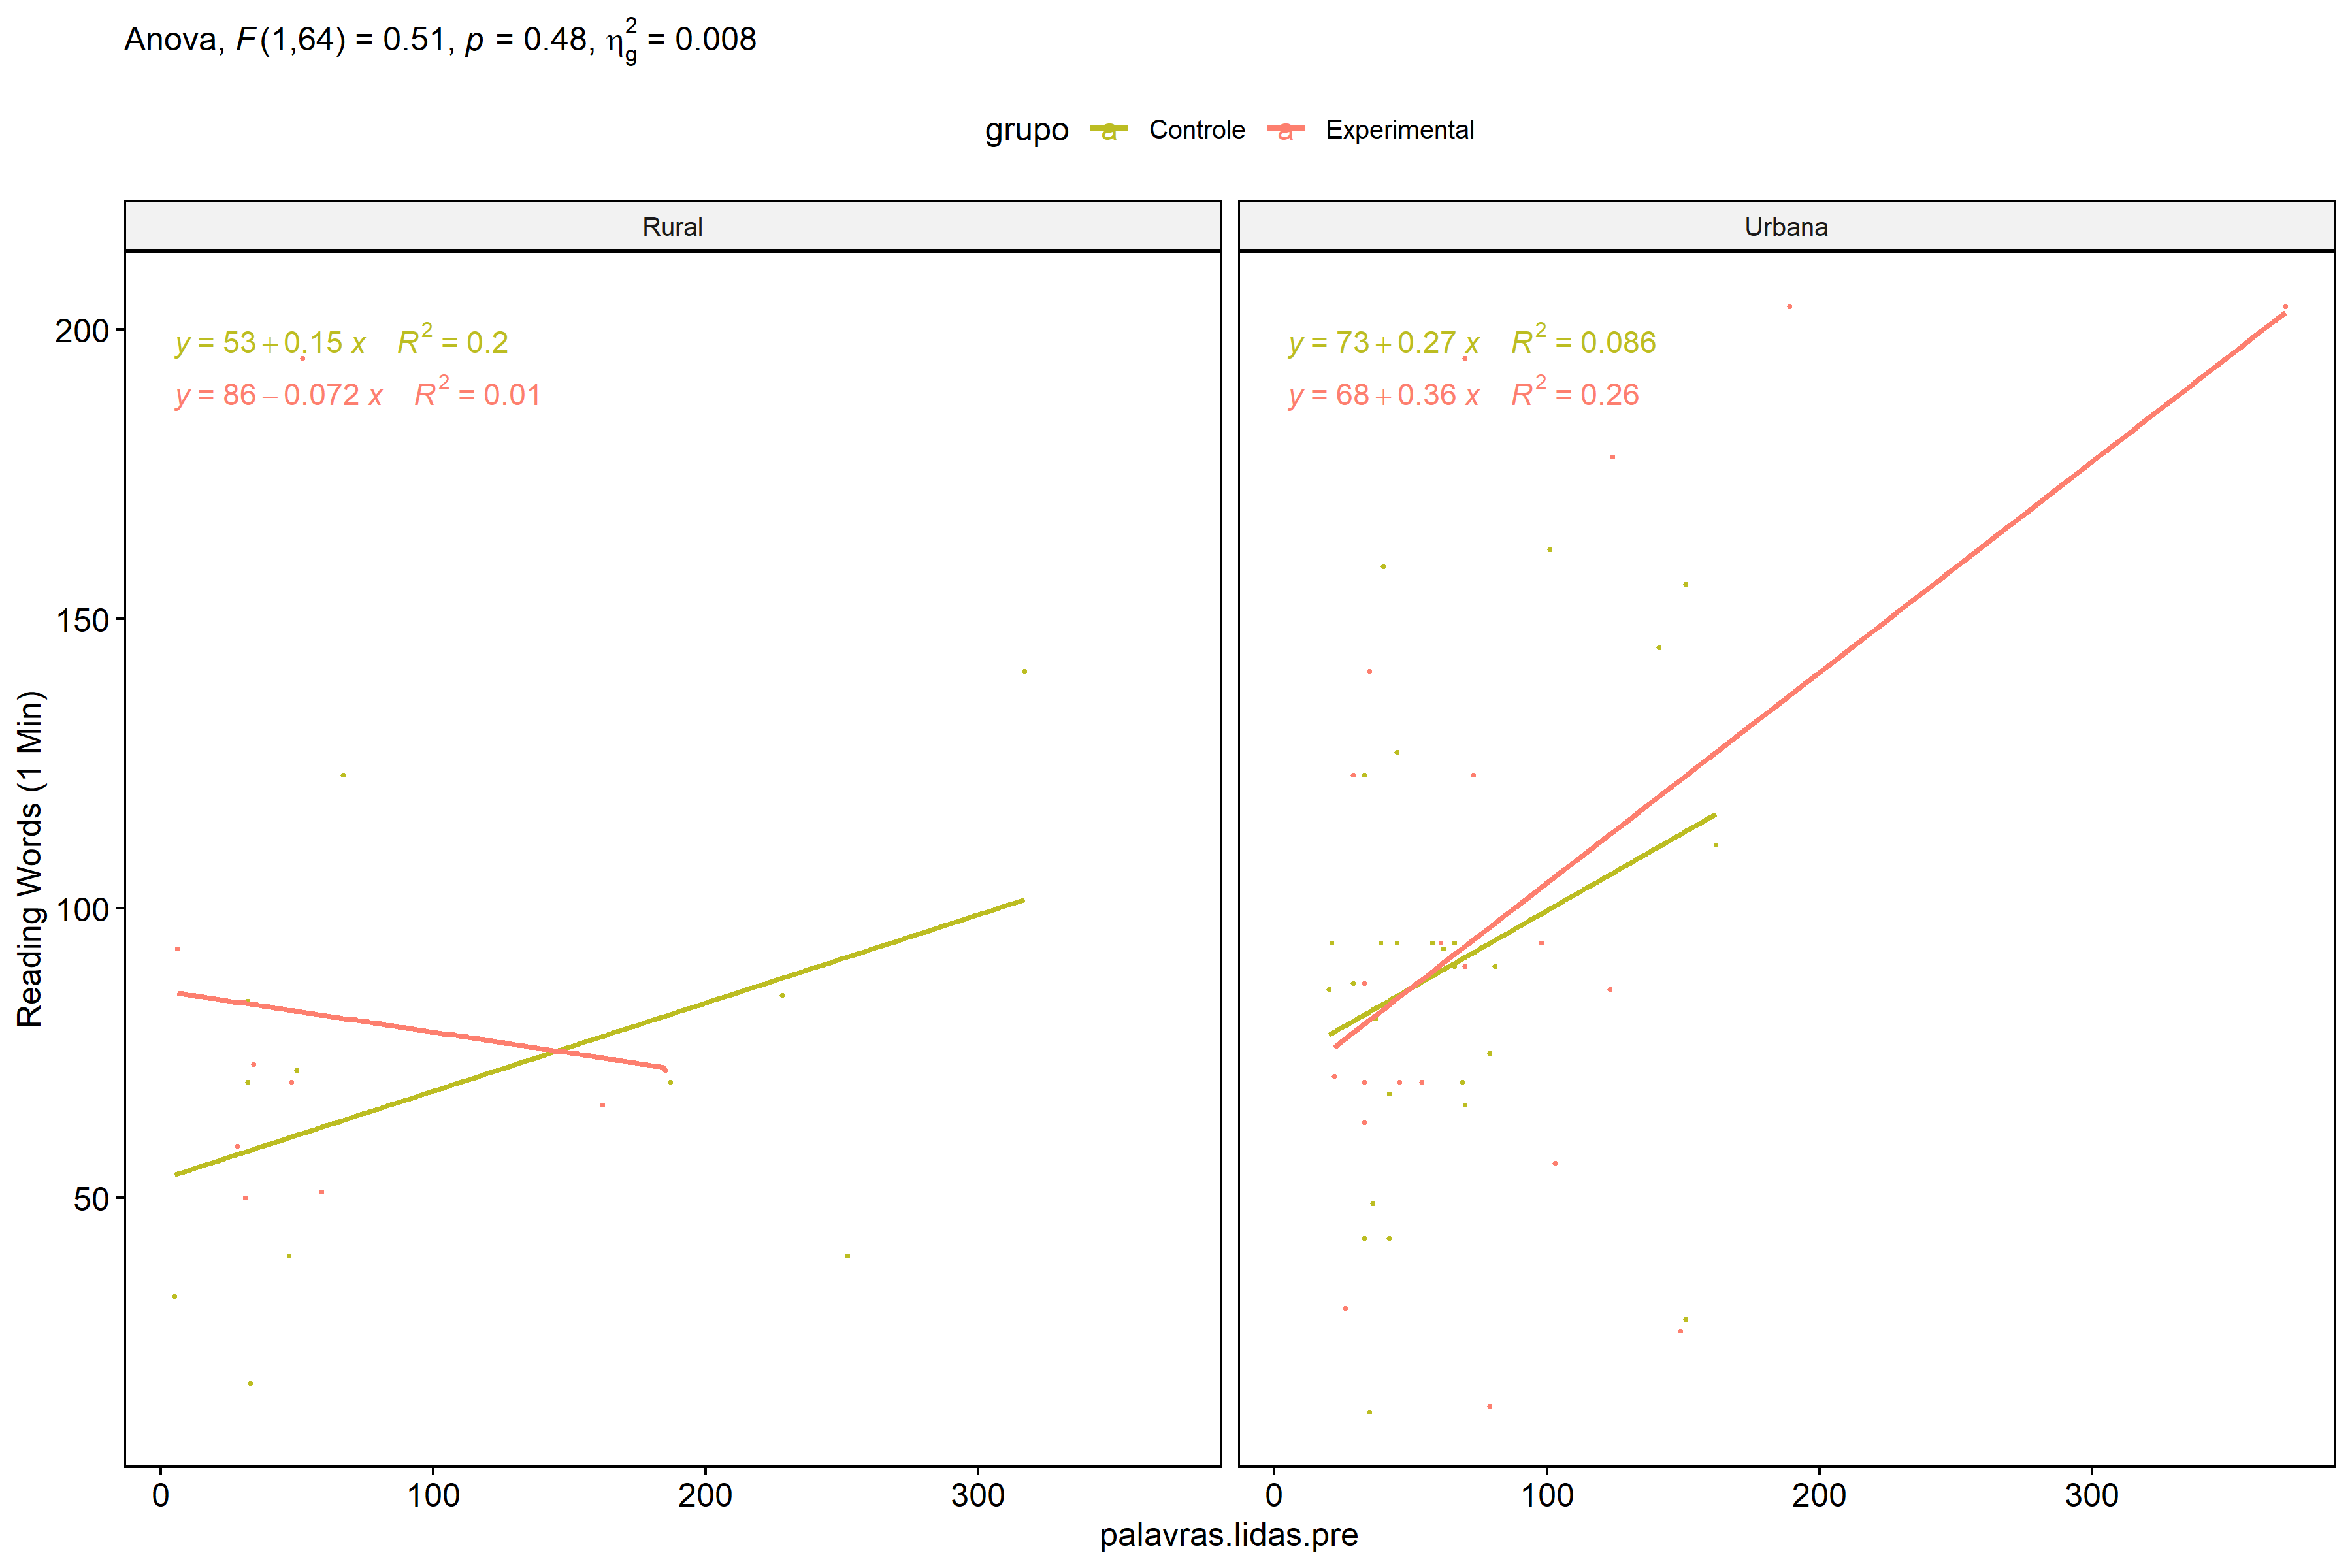 Anova, F(1,64) = 0.51, p = 0.48, η²g = 0.008
grupo a Controle a Experimental
Rural
Urbana
y = 53 + 0.15 x R² = 0.2
y = 86 − 0.072 x R² = 0.01
y = 73 + 0.27 x R² = 0.086
y = 68 + 0.36 x R² = 0.26
Reading Words (1 Min)
200
150
100
50
0 100 200 300
0 100 200 300
palavras.lidas.pre